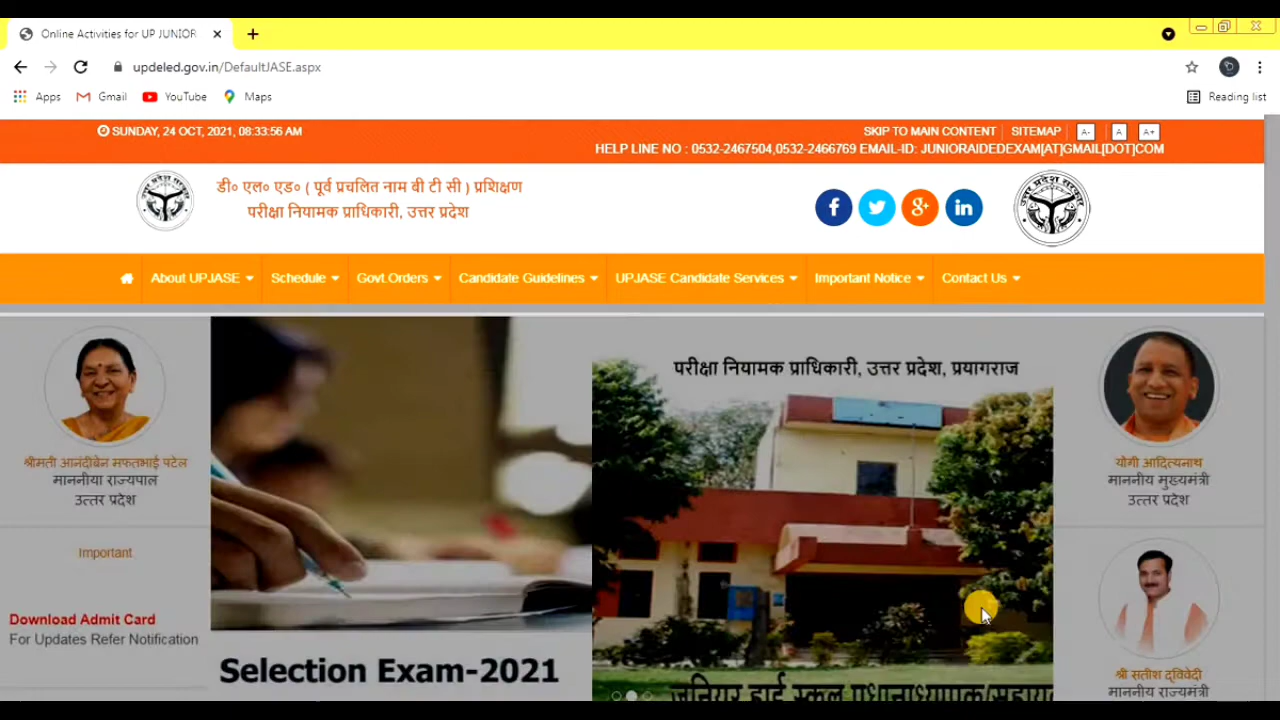 Online Activities for UP JUNIOR
updeled.gov.in/DefaultJASE.aspx
Apps Gmail YouTube Maps Reading list
SUNDAY, 24 OCT, 2021, 08:33:56 AM SKIP TO MAIN CONTENT SITEMAP A- A A+
HELP LINE NO : 0532-2467504,0532-2466769 EMAIL-ID: JUNIORAIDEDEXAM[AT]GMAIL[DOT]COM
डी० एल० एड० ( पूर्व प्रचलित नाम बी टी सी ) प्रशिक्षण
परीक्षा नियामक प्राधिकारी, उत्तर प्रदेश
About UPJASE Schedule Govt.Orders Candidate Guidelines UPJASE Candidate Services Important Notice Contact Us
परीक्षा नियामक प्राधिकारी, उत्तर प्रदेश, प्रयागराज
श्रीमती आनंदीबेन मफतभाई पटेल
माननीया राज्यपाल
उत्तर प्रदेश
योगी आदित्यनाथ
माननीय मुख्यमंत्री
उत्तर प्रदेश
Important
Download Admit Card
For Updates Refer Notification
Selection Exam-2021
श्री सतीश द्विवेदी
माननीय राज्यमंत्री
जूनियर हाई स्कूल प्रधानाध्यापक/सहाय